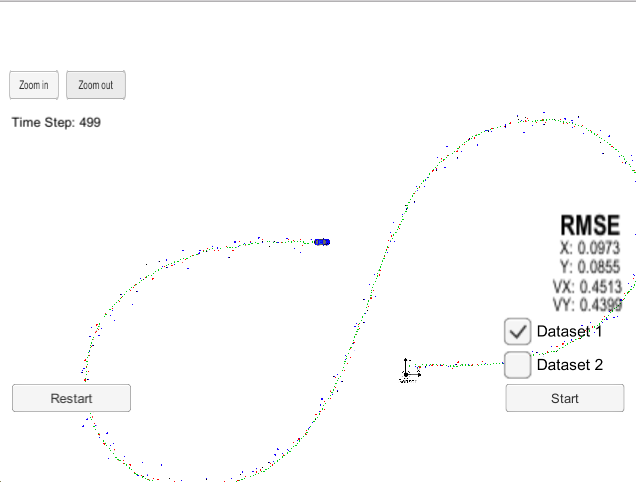 Zoom in
Zoom out
Time Step: 499
RMSE
X: 0.0973
Y: 0.0855
VX: 0.4513
VY: 0.4399
Dataset 1
Dataset 2
Restart
Start